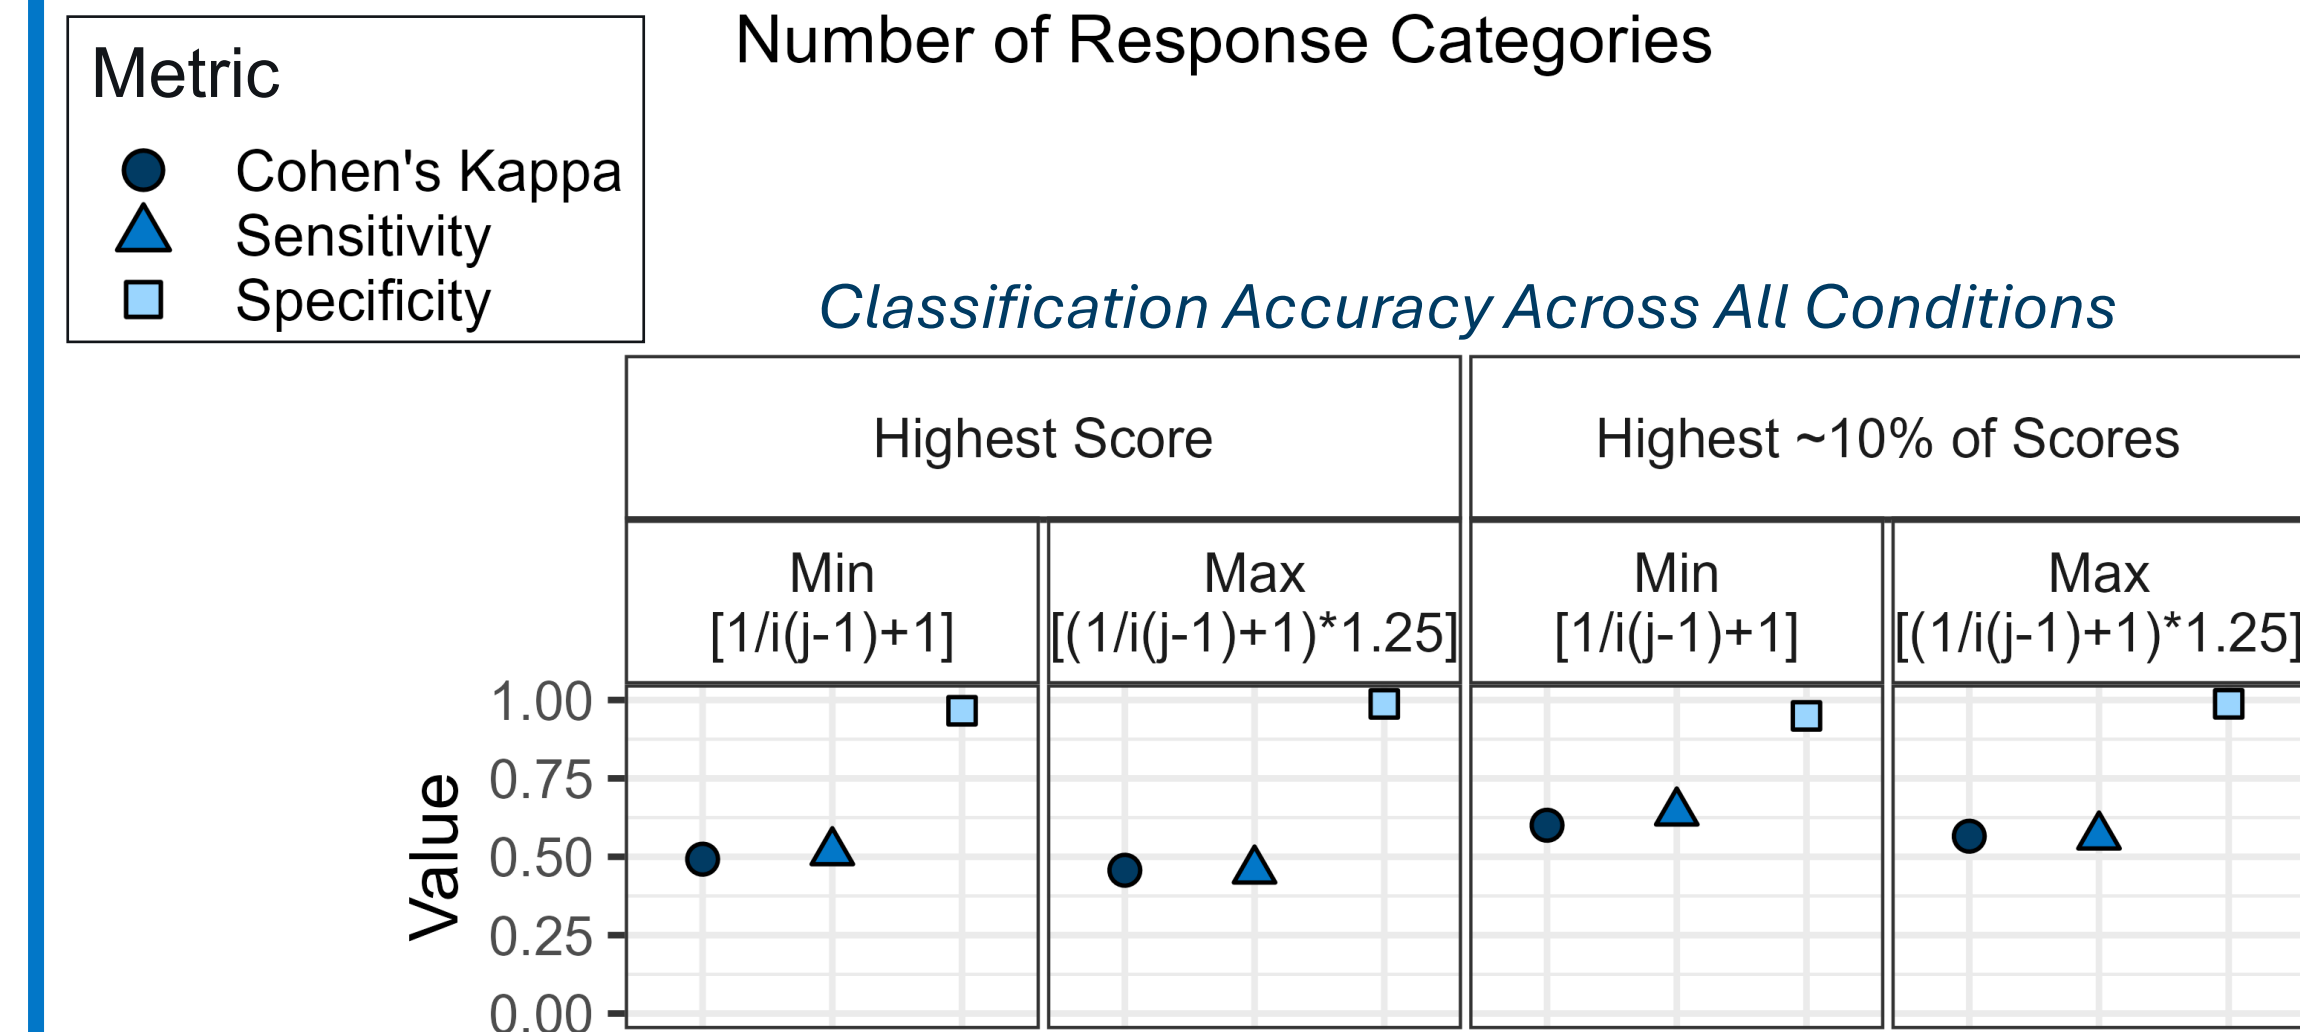 Number of Response Categories
Metric
Cohen's Kappa
Sensitivity
Specificity
Classification Accuracy Across All Conditions
Highest Score
Highest ~10% of Scores
Min
[1/i(j-1)+1]
Max
[(1/i(j-1)+1)*1.25]
Min
[1/i(j-1)+1]
Max
[(1/i(j-1)+1)*1.25]
Value
1.00
0.75
0.50
0.25
0.00